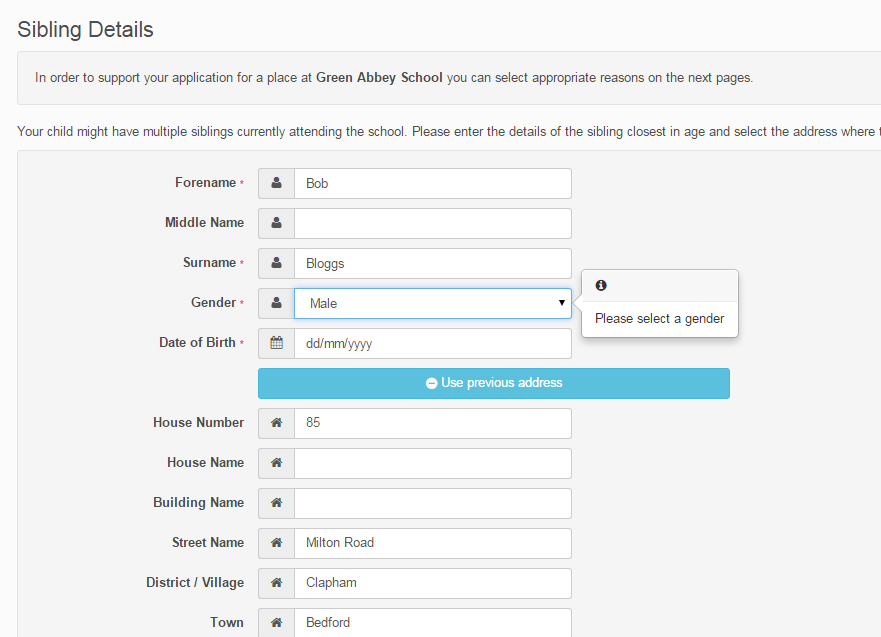 Sibling Details
In order to support your application for a place at Green Abbey School you can select appropriate reasons on the next pages.
Your child might have multiple siblings currently attending the school. Please enter the details of the sibling closest in age and select the address where
Forename * Bob
Middle Name
Surname * Bloggs
Gender * Male
Please select a gender
Date of Birth * dd/mm/yyyy
Use previous address
House Number 85
House Name
Building Name
Street Name Milton Road
District / Village Clapham
Town Bedford